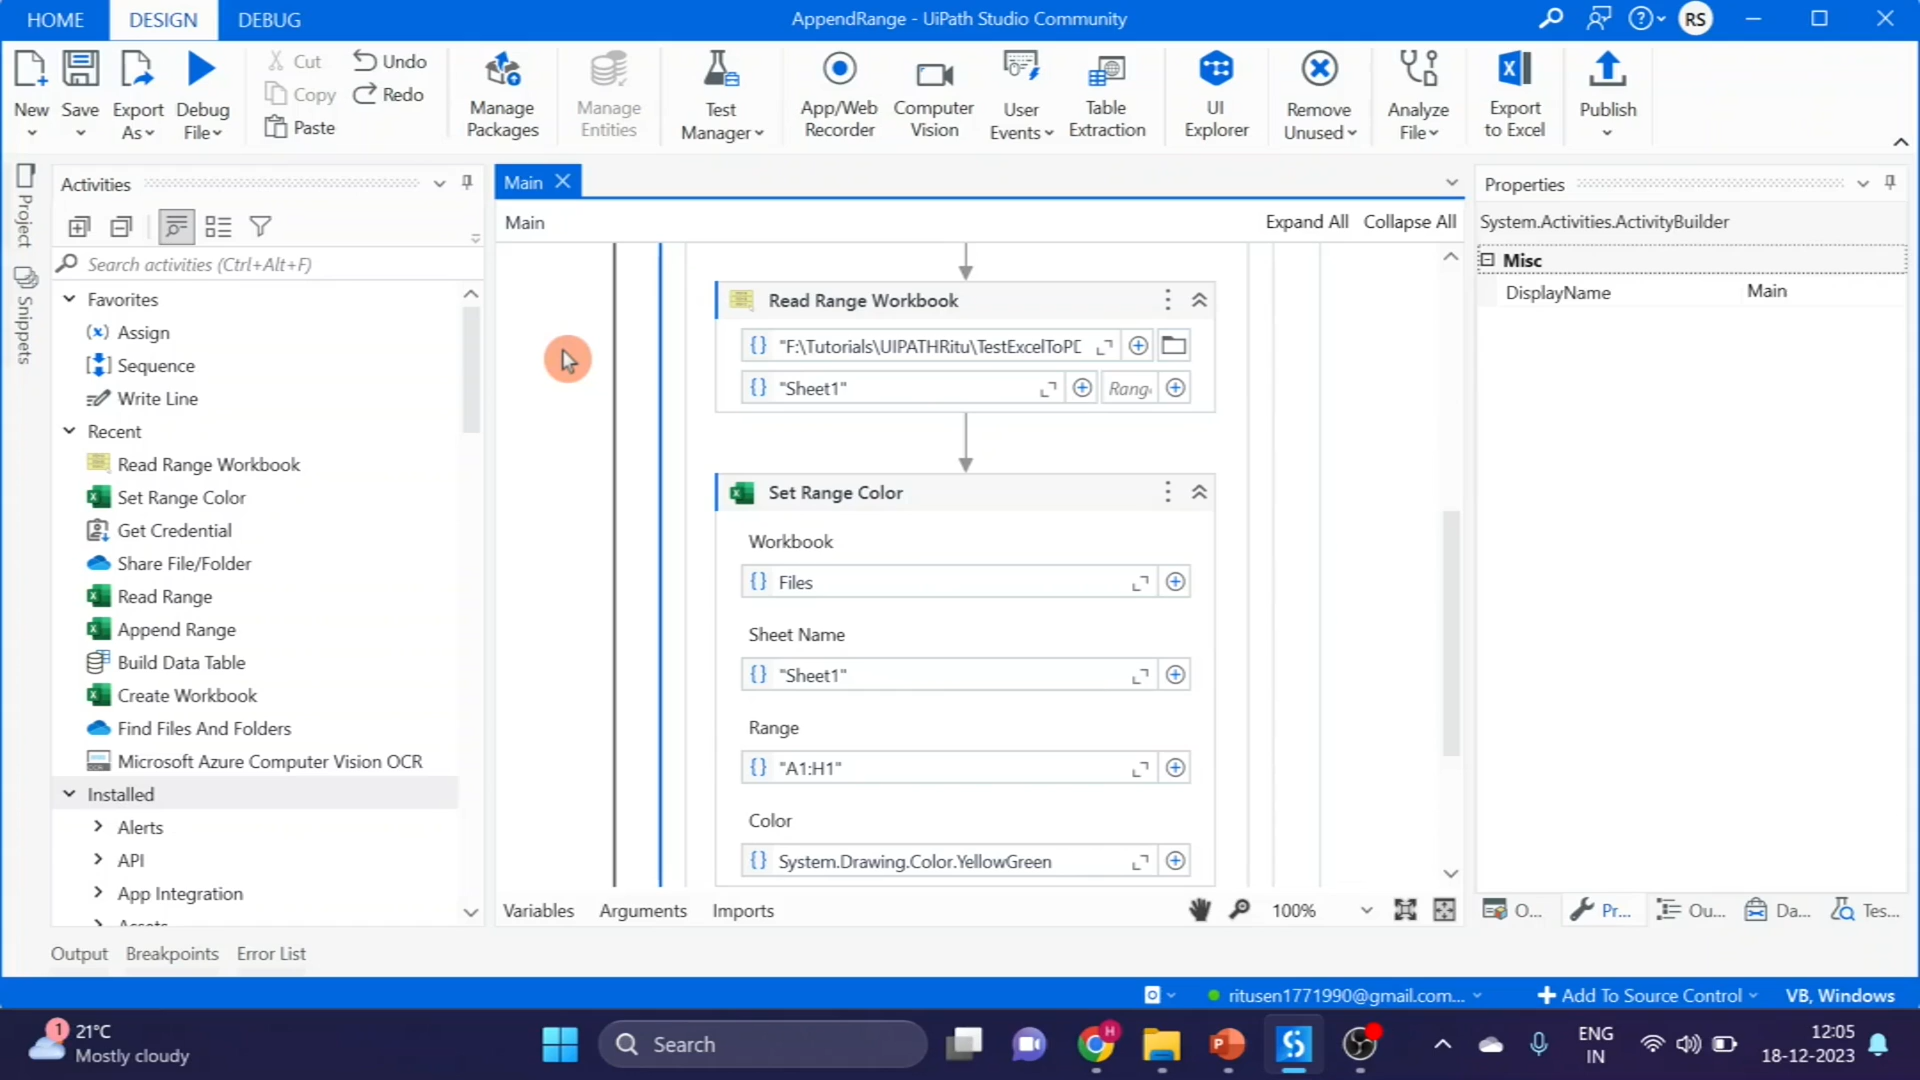 HOME DESIGN DEBUG
AppendRange - UiPath Studio Community
RS
New
Save
Export As
Debug File
Cut
Copy
Paste
Undo
Redo
Manage Packages
Manage Entities
Test Manager
App/Web Recorder
Computer Vision
User Events
Table Extraction
UI Explorer
Remove Unused
Analyze File
Export to Excel
Publish
Project
Snippets
Activities
Search activities (Ctrl+Alt+F)
Favorites
Assign
Sequence
Write Line
Recent
Read Range Workbook
Set Range Color
Get Credential
Share File/Folder
Read Range
Append Range
Build Data Table
Create Workbook
Find Files And Folders
Microsoft Azure Computer Vision OCR
Installed
Alerts
API
App Integration
Main
Main
Expand All Collapse All
Read Range Workbook
"F:\Tutorials\UIPATHRitu\TestExcelToPD
"Sheet1"
Rang
Set Range Color
Workbook
Files
Sheet Name
"Sheet1"
Range
"A1:H1"
Color
System.Drawing.Color.YellowGreen
Variables Arguments Imports
100%
Properties
System.Activities.ActivityBuilder
Misc
DisplayName Main
O... Pr... Ou... Da... Tes...
Output Breakpoints Error List
ritusen1771990@gmail.com...
Add To Source Control
VB, Windows
1
21°C
Mostly cloudy
Search
H
ENG
IN
12:05
18-12-2023